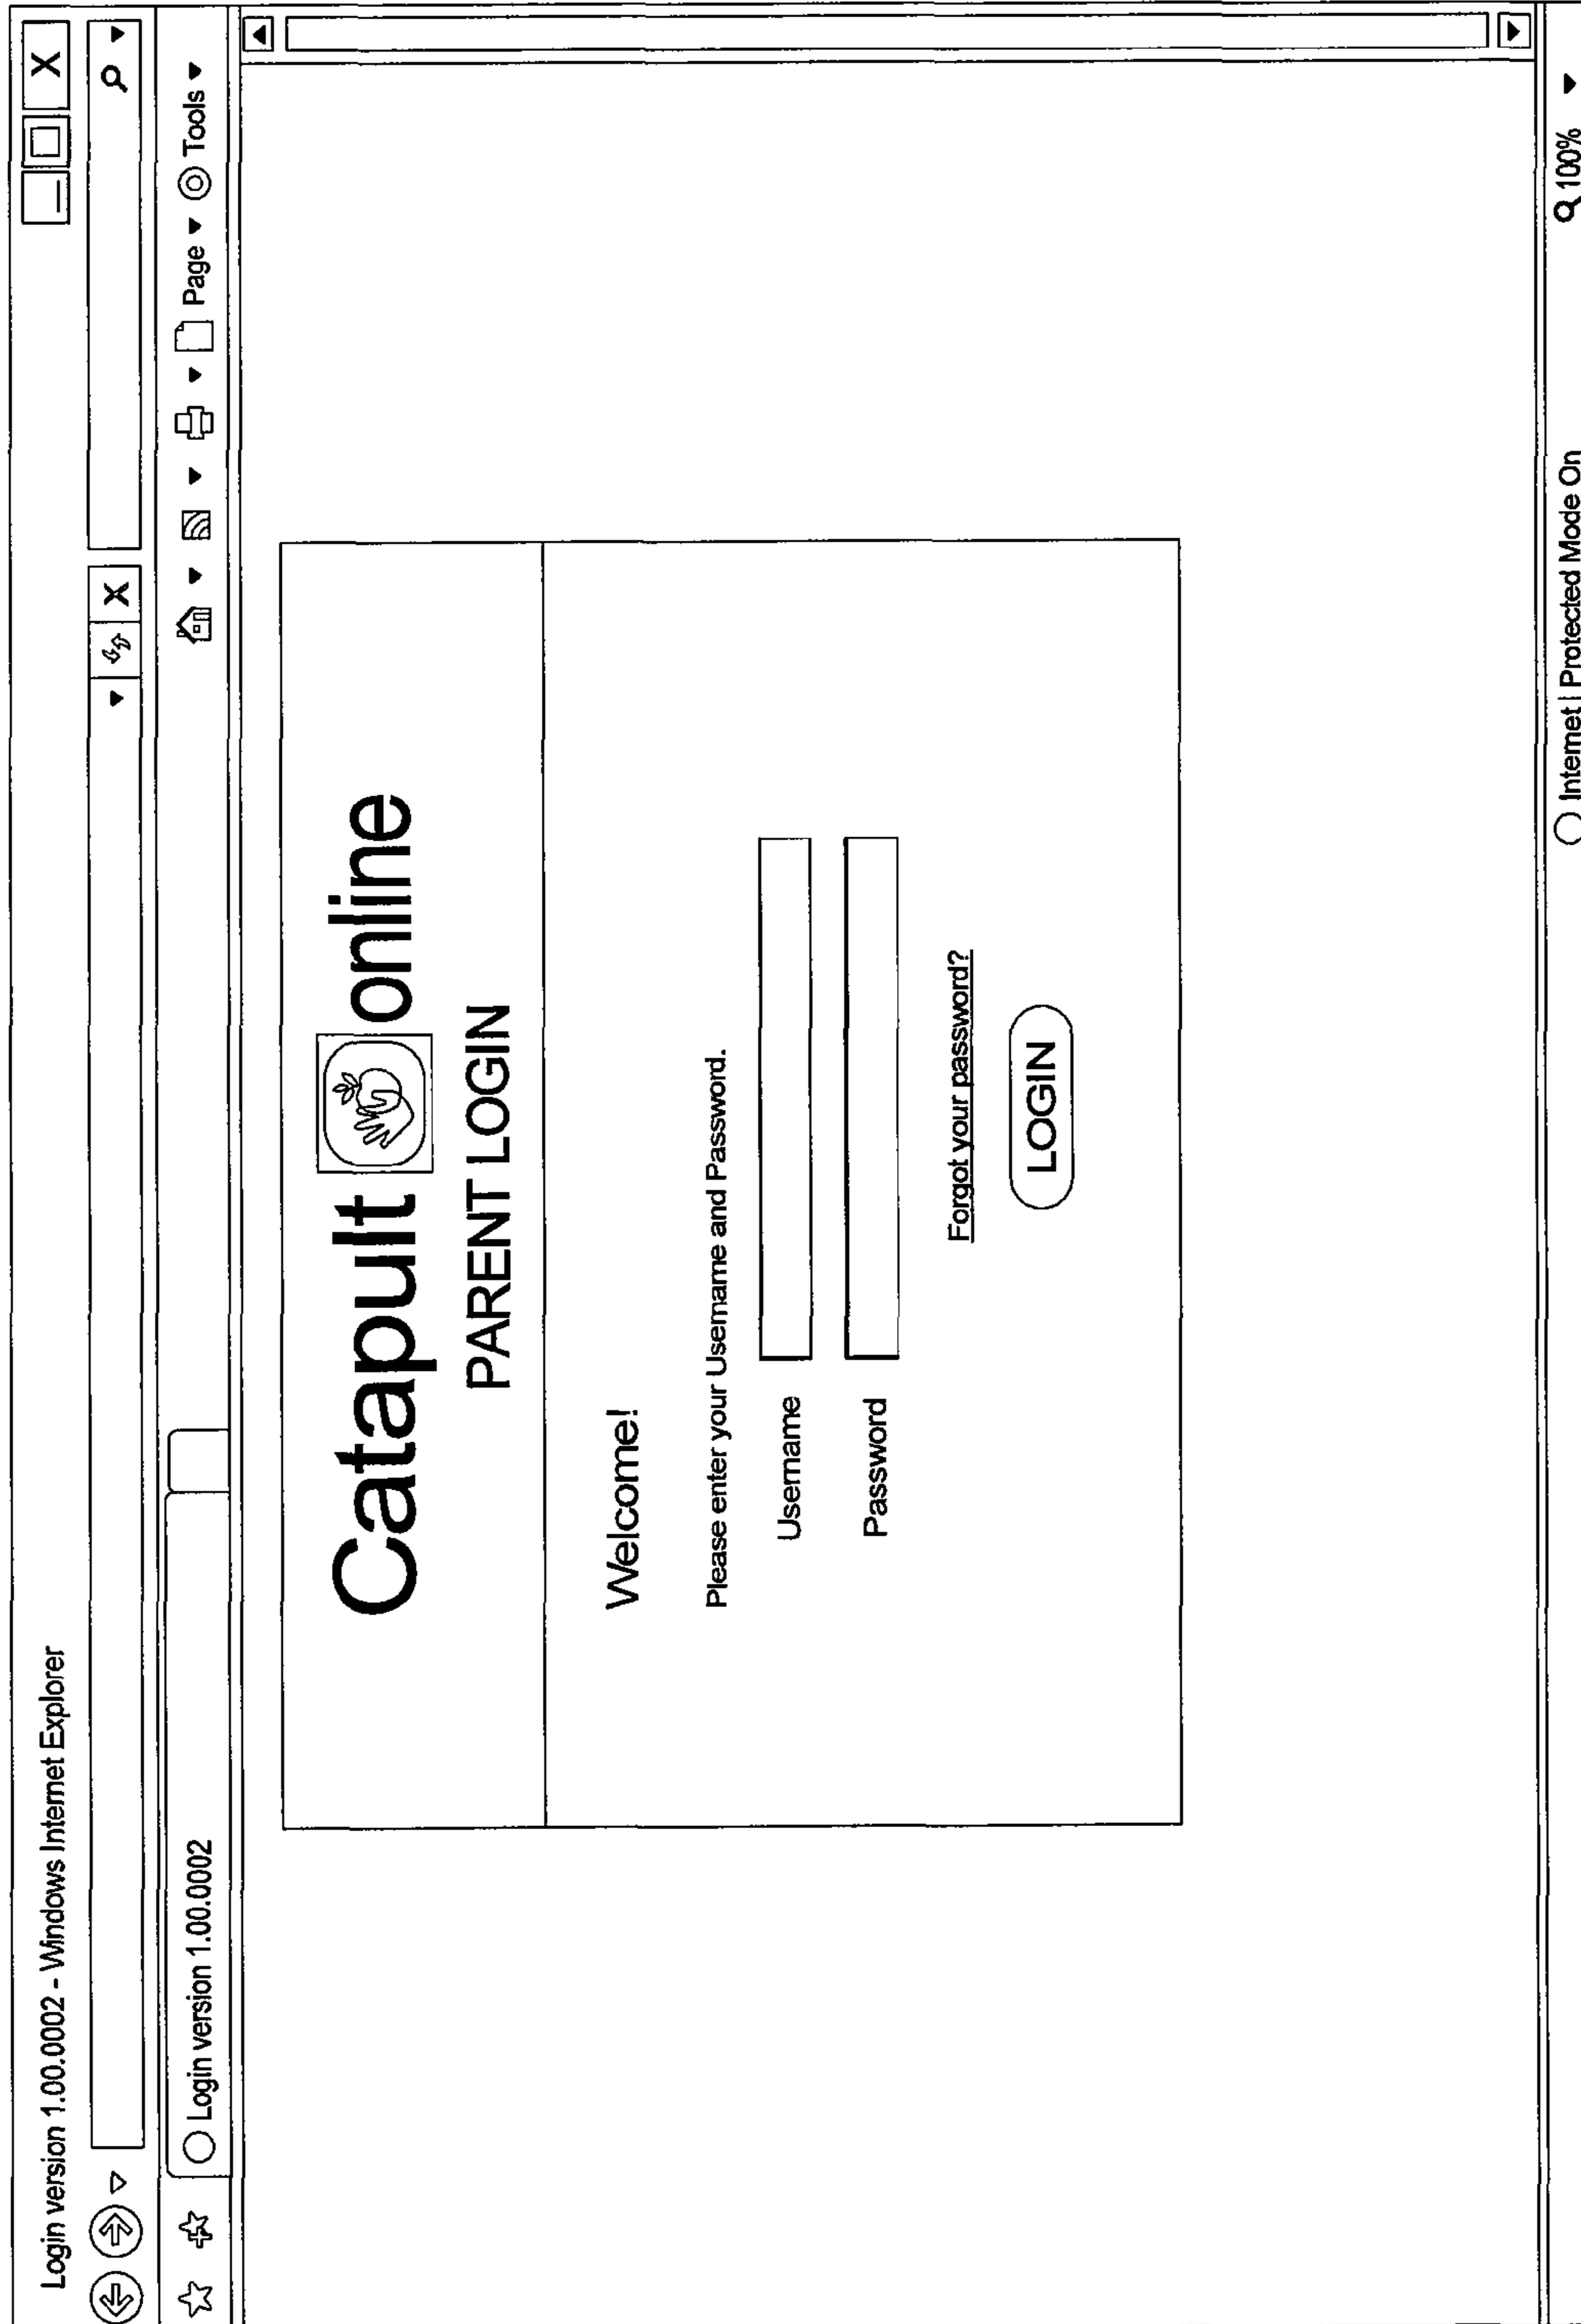 Login version 1.00.0002 - Windows Internet Explorer
X
X
Login version 1.00.0002
Page Tools
Catapult online
PARENT LOGIN
Welcome!
Please enter your Username and Password.
Username
Password
Forgot your password?
LOGIN
Internet | Protected Mode On
100%